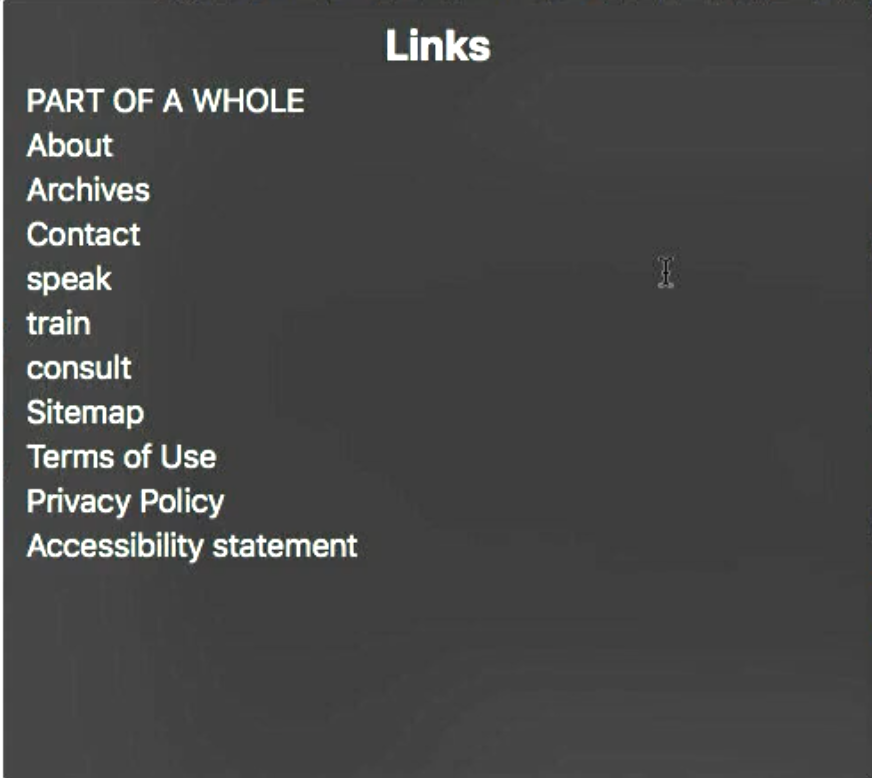 Links
PART OF A WHOLE
About
Archives
Contact
speak
train
consult
Sitemap
Terms of Use
Privacy Policy
Accessibility statement